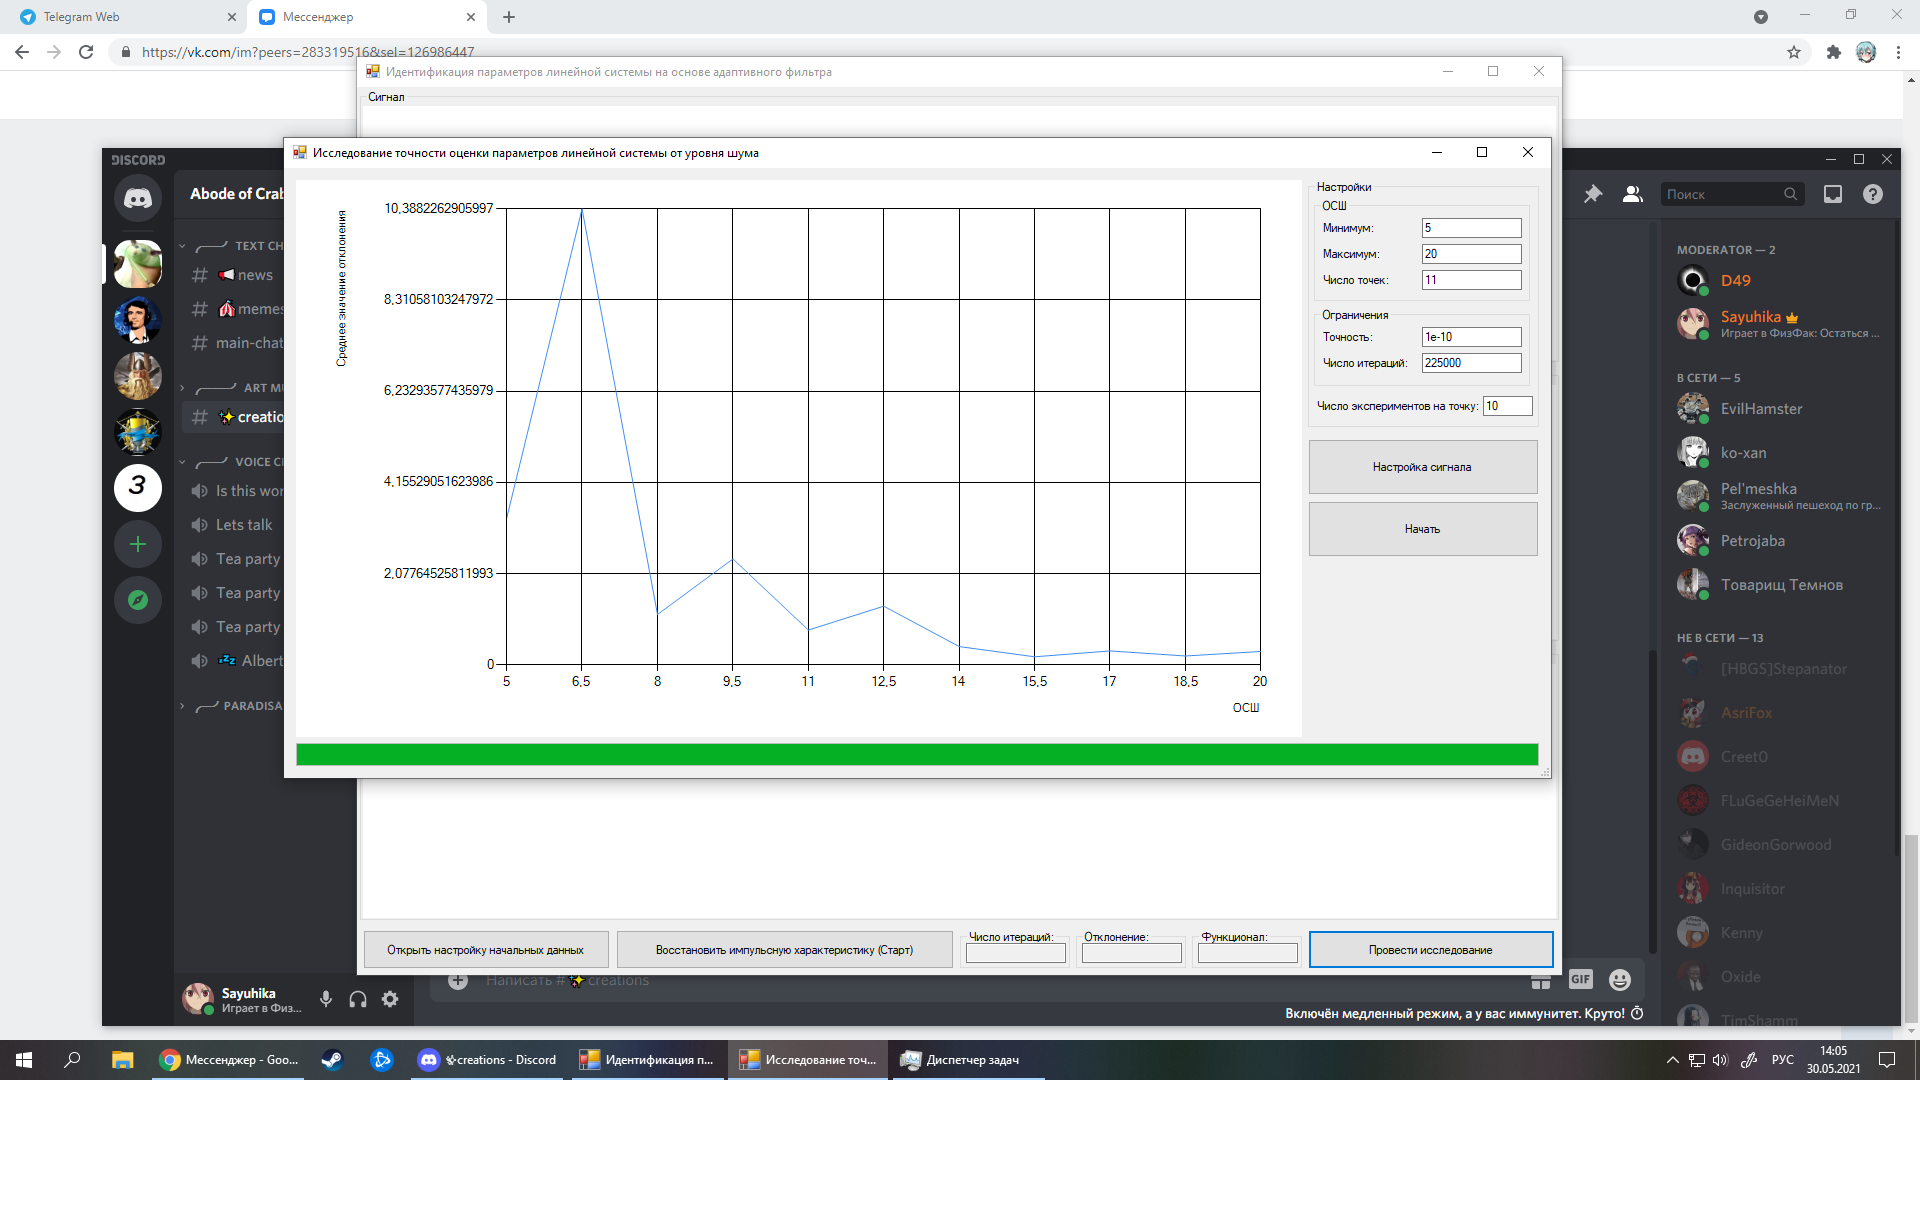 Telegram Web
Мессенджер
https://vk.com/im?peers=283319516&sel=126986447
Идентификация параметров линейной системы на основе адаптивного фильтра
Сигнал
Исследование точности оценки параметров линейной системы от уровня шума
Среднее значение отклонения
10,3882262905997
8,31058103247972
6,23293577435979
4,15529051623986
2,07764525811993
0
5
6,5
8
9,5
11
12,5
14
15,5
17
18,5
20
ОСШ
Настройки
ОСШ
Минимум:
5
Максимум:
20
Число точек:
11
Ограничения
Точность:
1e-10
Число итераций:
225000
Число экспериментов на точку:
10
Настройка сигнала
Начать
Открыть настройку начальных данных
Восстановить импульсную характеристику (Старт)
Число итераций:
Отклонение:
Функционал:
Провести исследование
DISCORD
Abode of Crab
TEXT CH
news
memes
main-chat
ART MU
creatio
VOICE CH
Is this wor
Lets talk
Tea party
Tea party
Tea party
Albert
PARADISA
3
Sayuhika
Играет в Физ...
Написать # ✨creations
GIF
Включён медленный режим, а у вас иммунитет. Круто!
Поиск
MODERATOR — 2
D49
Sayuhika
Играет в ФизФак: Остаться ...
В СЕТИ — 5
EvilHamster
ko-xan
Pel'meshka
Заслуженный пешеход по гр...
Petrojaba
Товарищ Темнов
НЕ В СЕТИ — 13
[HBGS]Stepanator
AsriFox
Creet0
FLuGeGeHeiMeN
GideonGorwood
Inquisitor
Kenny
Oxide
TimShamm
Мессенджер - Goo...
creations - Discord
Идентификация п...
Исследование точ...
Диспетчер задач
РУС
14:05
30.05.2021